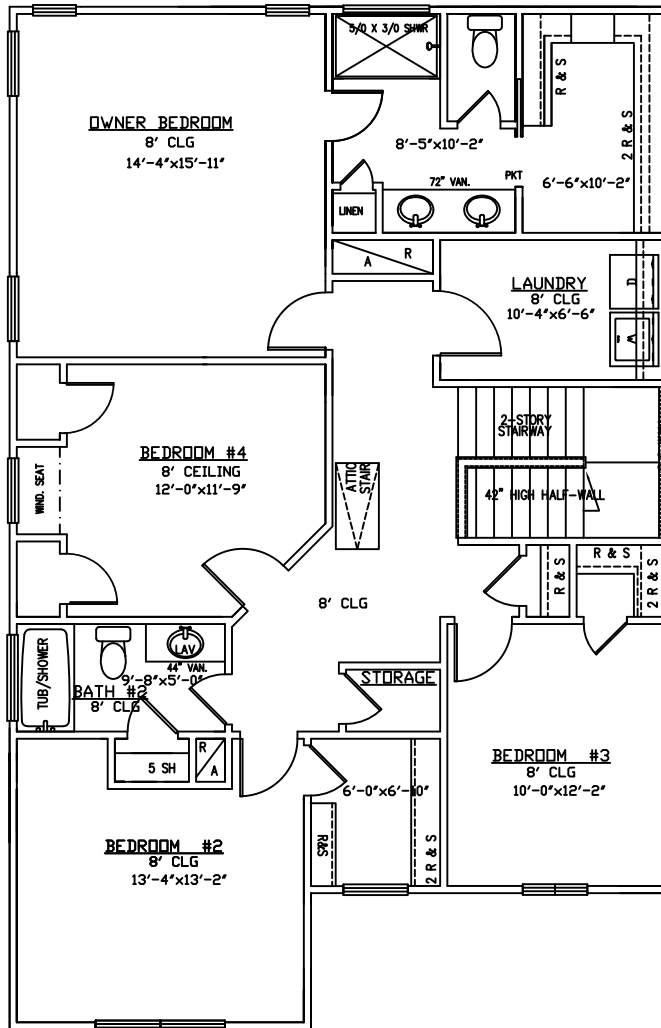 5/0 X 3/0 SHWR
R & S
2 R & S
OWNER BEDROOM
8' CLG
14'-4"x15'-11"
8'-5"x10'-2"
PKT
6'-6"x10'-2"
72" VAN.
LINEN
A R
LAUNDRY
8' CLG
10'-4"x6'-6"
D
W
2-STORY
STAIRWAY
42" HIGH HALF-WALL
BEDROOM #4
8' CEILING
12'-0"x11'-9"
WIND. SEAT
ATTIC
STAIR
8' CLG
R & S
R & S
2 R & S
TUB/SHOWER
LAV
44" VAN.
9'-8"x5'-0"
BATH #2
8' CLG
STORAGE
5 SH
R
A
BEDROOM #3
8' CLG
10'-0"x12'-2"
6'-0"x6'-10"
R&S
2 R & S
BEDROOM #2
8' CLG
13'-4"x13'-2"